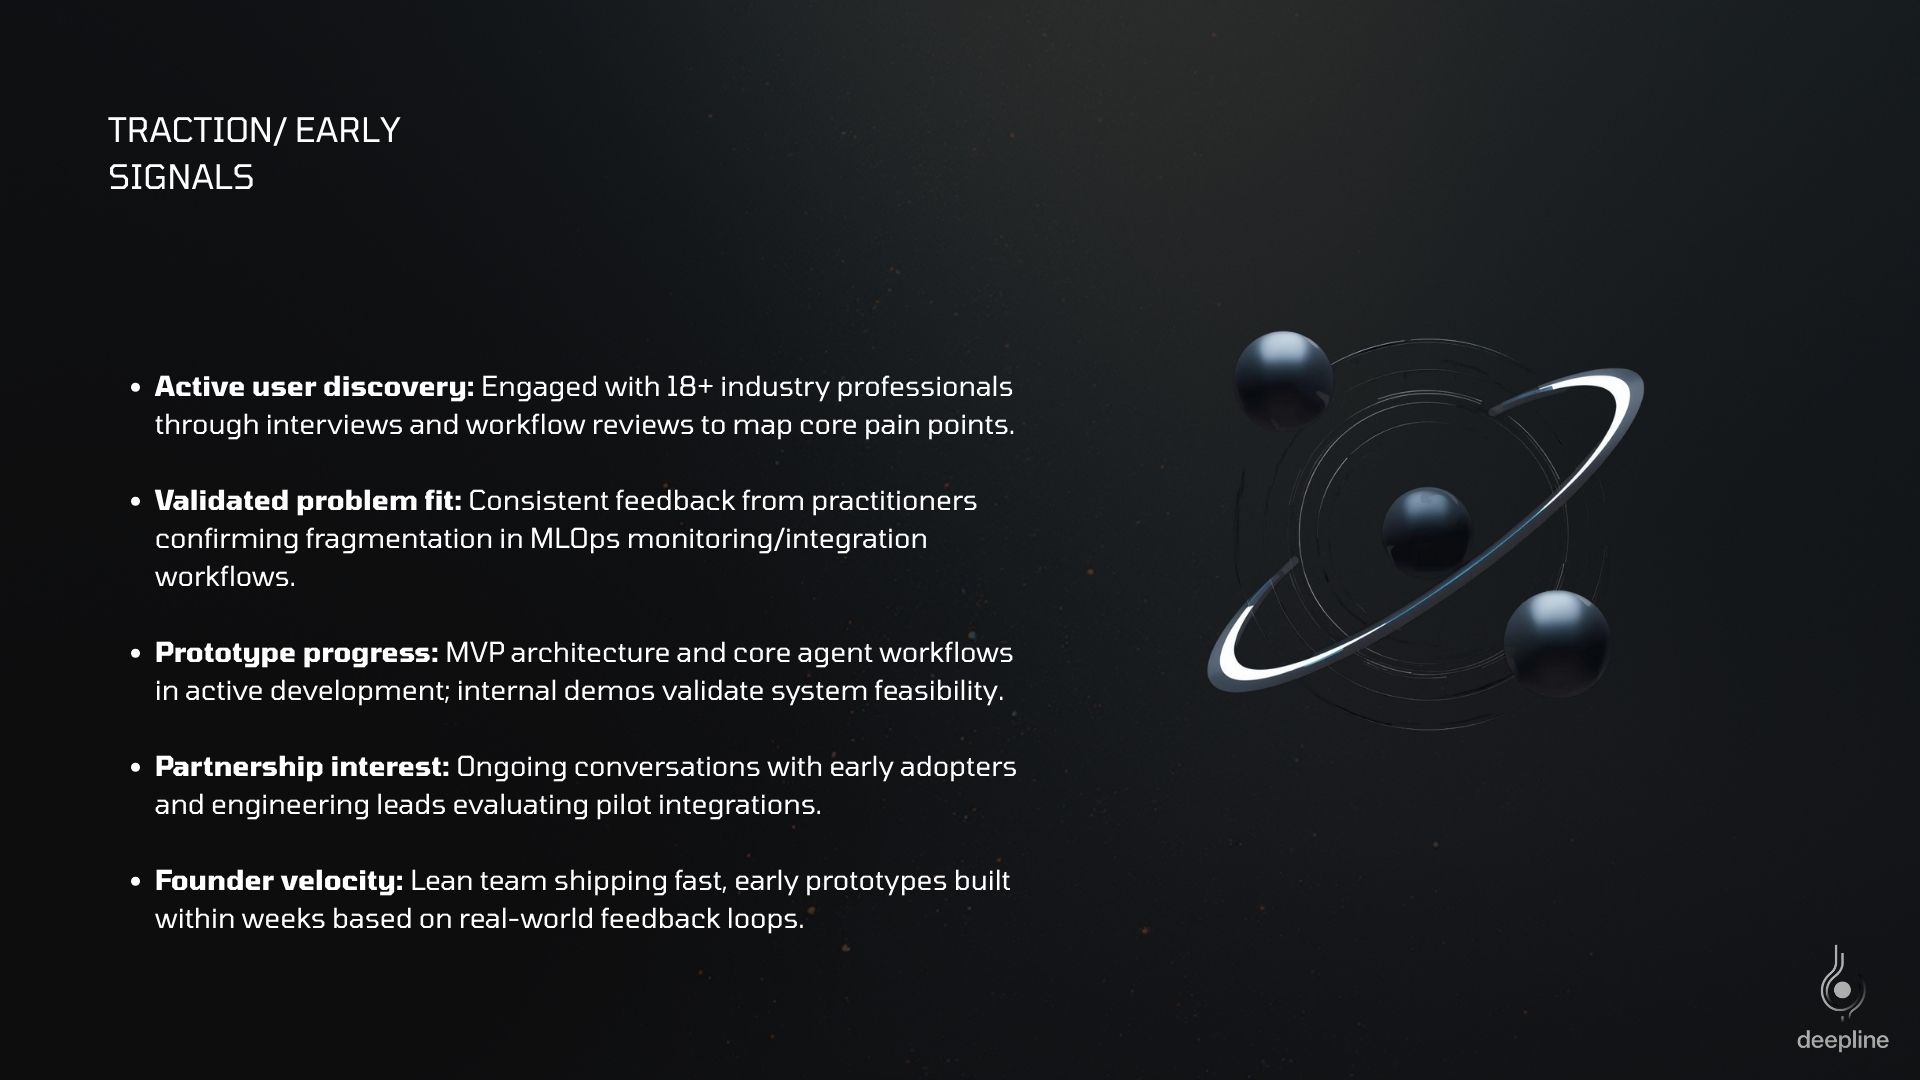 TRACTION/ EARLY
SIGNALS
• Active user discovery: Engaged with 18+ industry professionals
through interviews and workflow reviews to map core pain points.
• Validated problem fit: Consistent feedback from practitioners
confirming fragmentation in MLOps monitoring/integration
workflows.
• Prototype progress: MVP architecture and core agent workflows
in active development; internal demos validate system feasibility.
• Partnership interest: Ongoing conversations with early adopters
and engineering leads evaluating pilot integrations.
• Founder velocity: Lean team shipping fast, early prototypes built
within weeks based on real-world feedback loops.
deepline